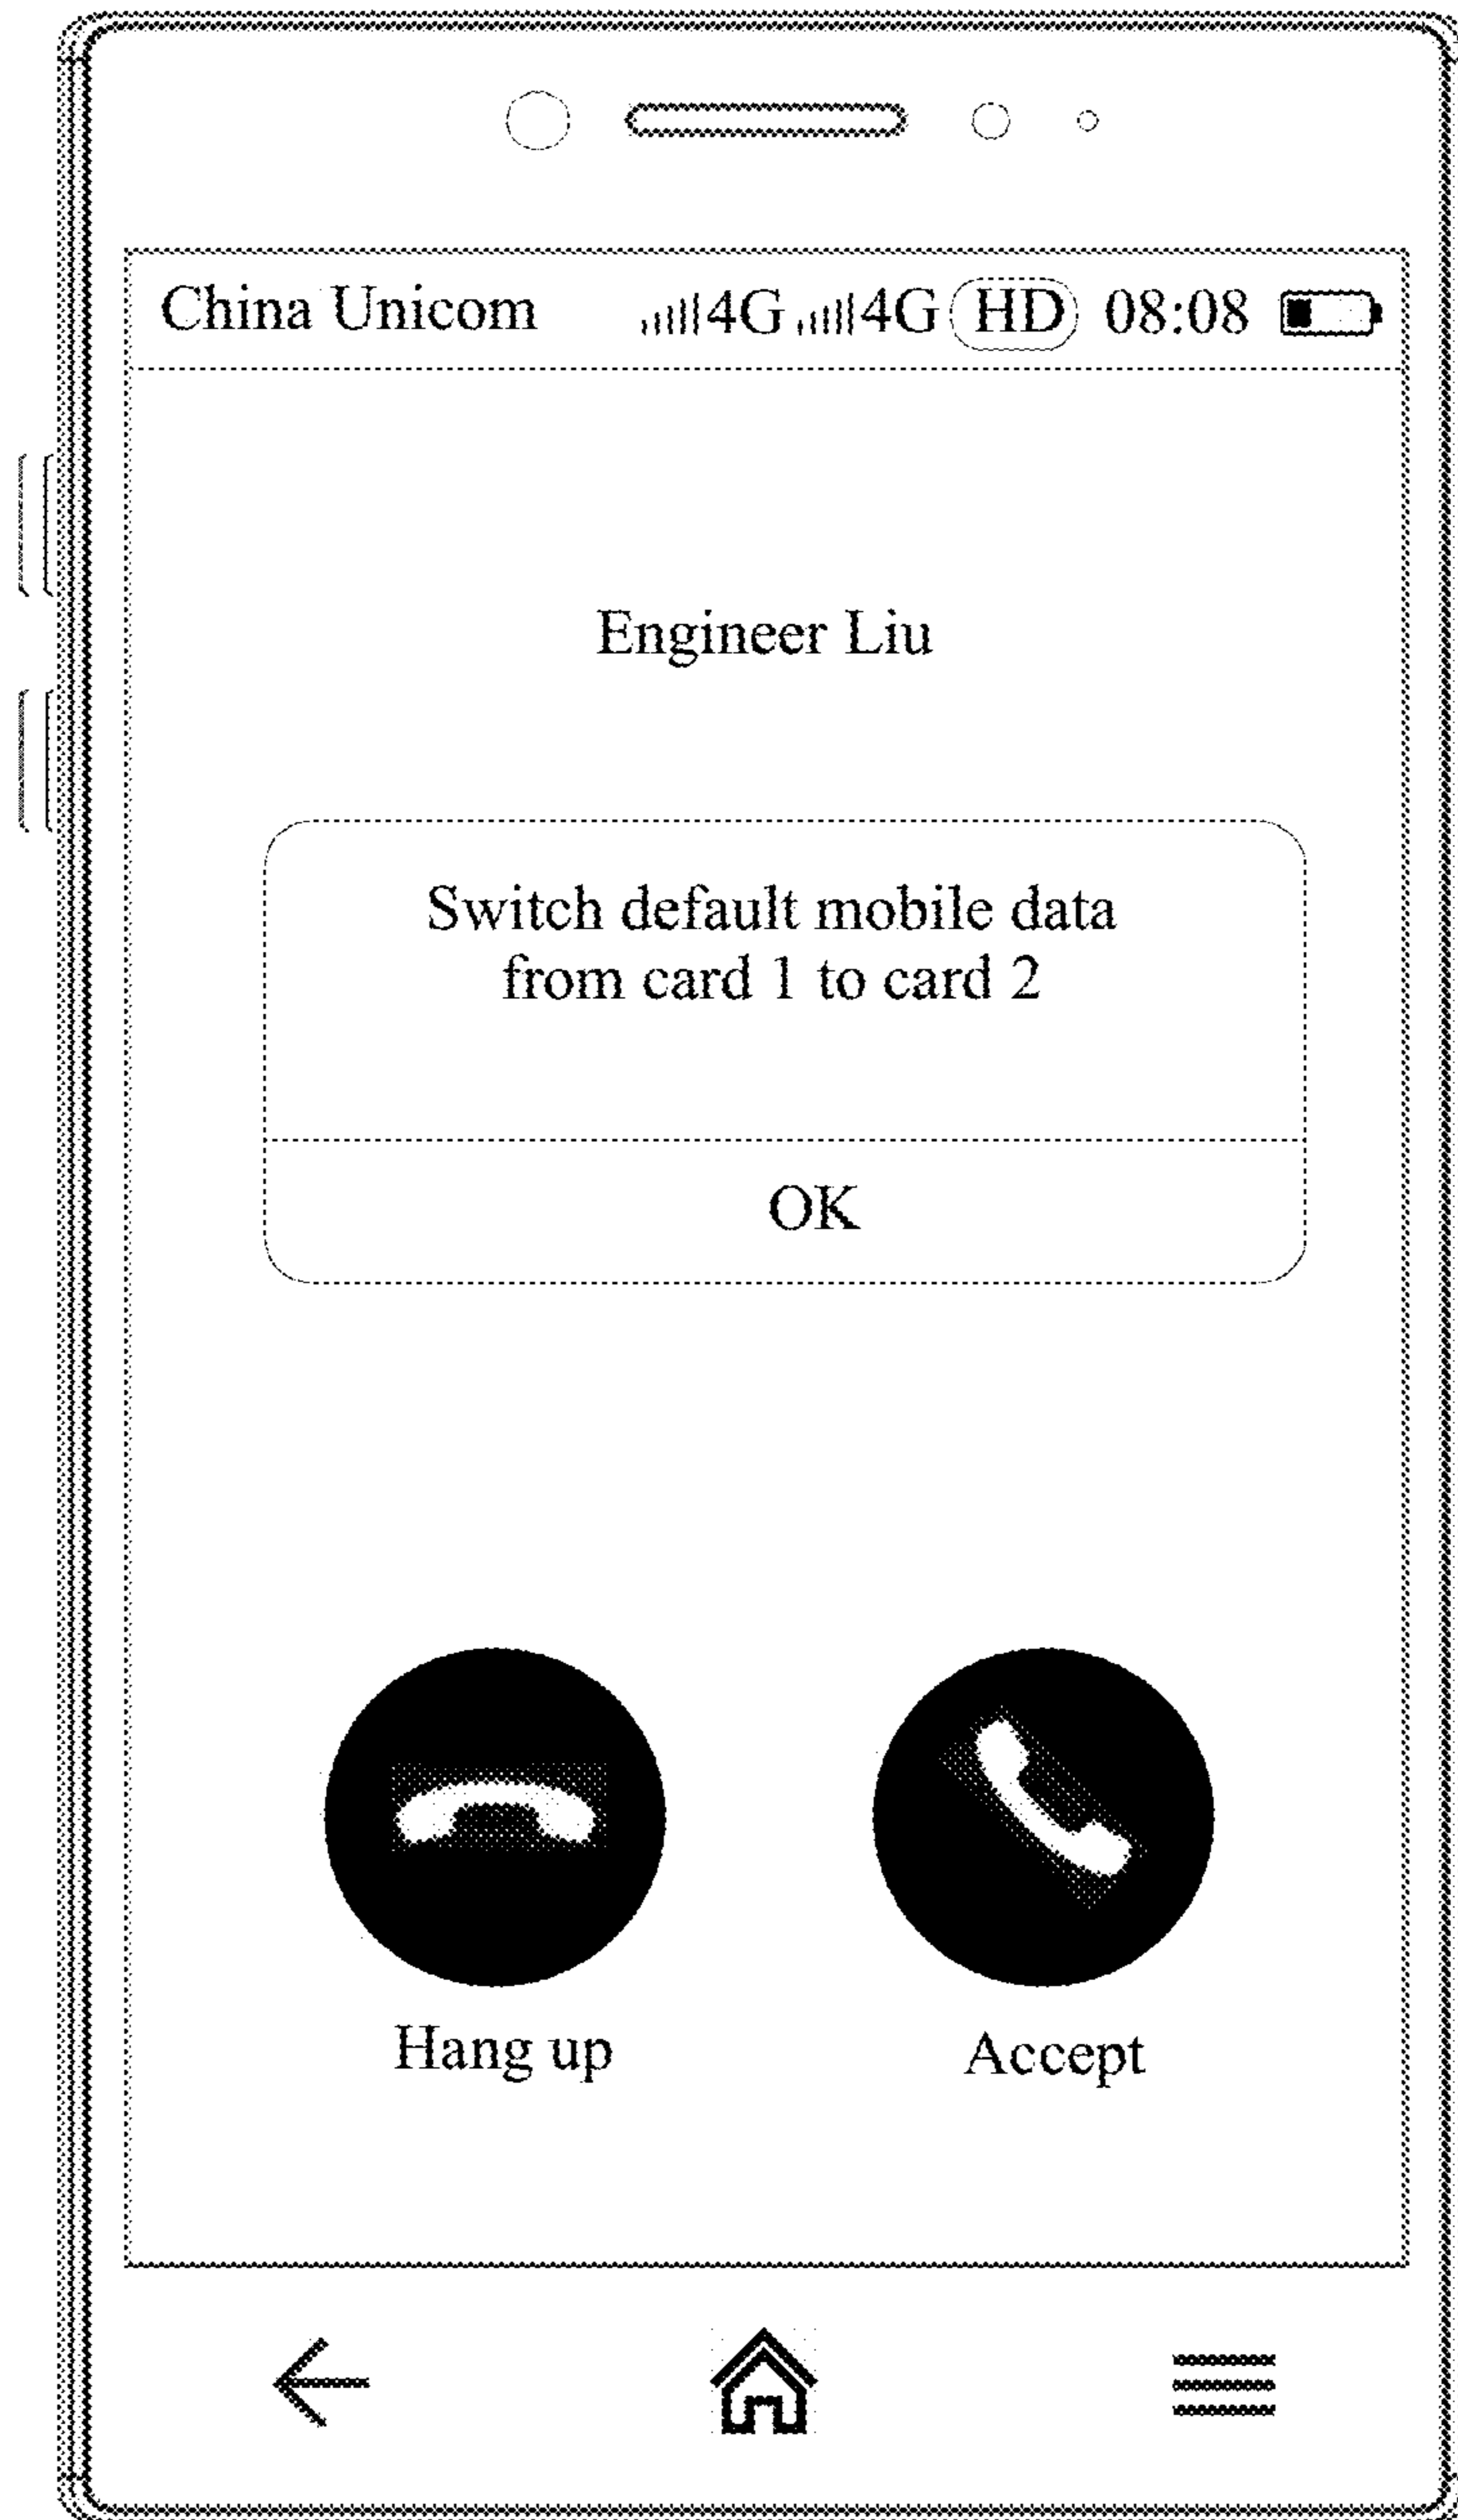 China Unicom 4G 4G HD 08:08
Engineer Liu
Switch default mobile data
from card 1 to card 2
OK
Hang up Accept